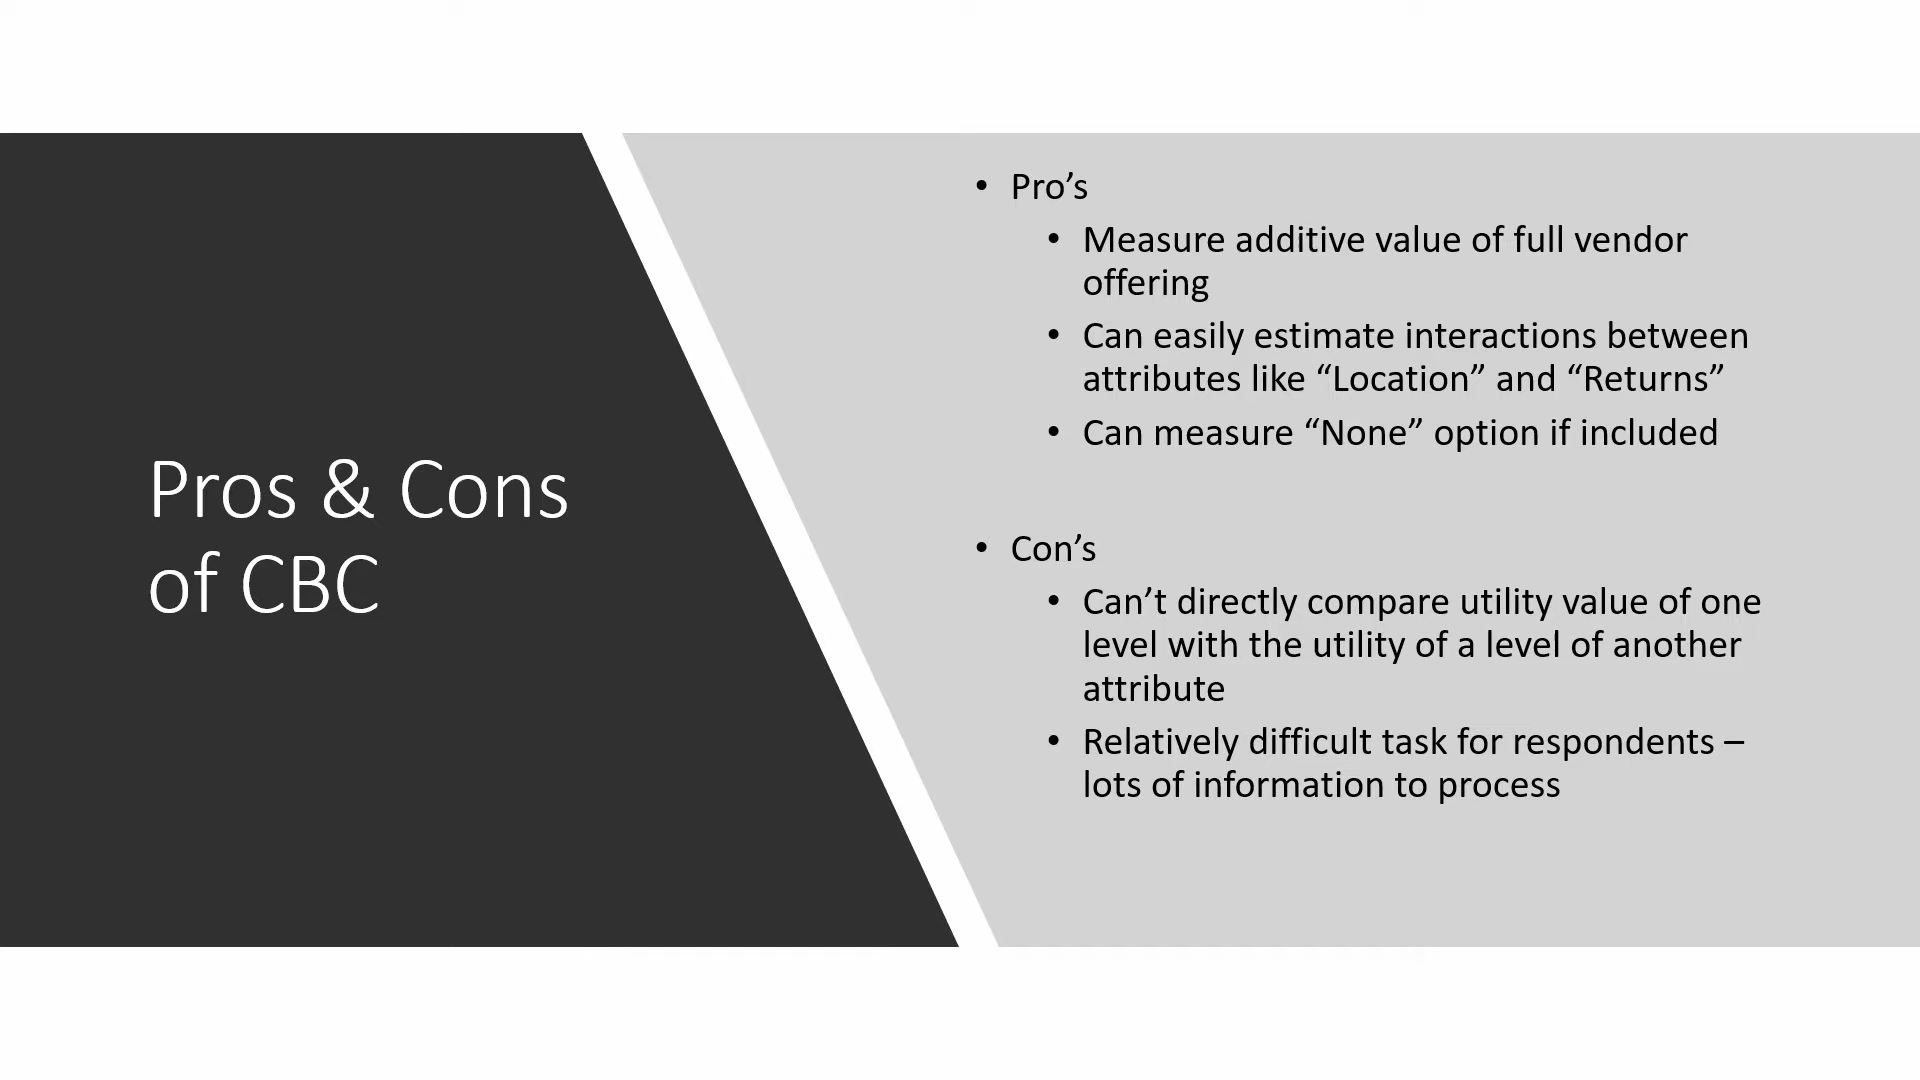 Pros & Cons
of CBC
• Pro’s
• Measure additive value of full vendor
offering
• Can easily estimate interactions between
attributes like “Location” and “Returns”
• Can measure “None” option if included
• Con’s
• Can’t directly compare utility value of one
level with the utility of a level of another
attribute
• Relatively difficult task for respondents –
lots of information to process